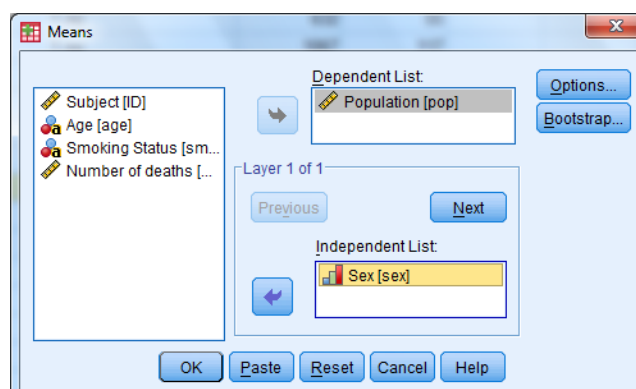 Means
Subject [ID]
Age [age]
Smoking Status [sm...
Number of deaths [...
Dependent List:
Population [pop]
Options...
Bootstrap...
Layer 1 of 1
Previous
Next
Independent List:
Sex [sex]
OK
Paste
Reset
Cancel
Help